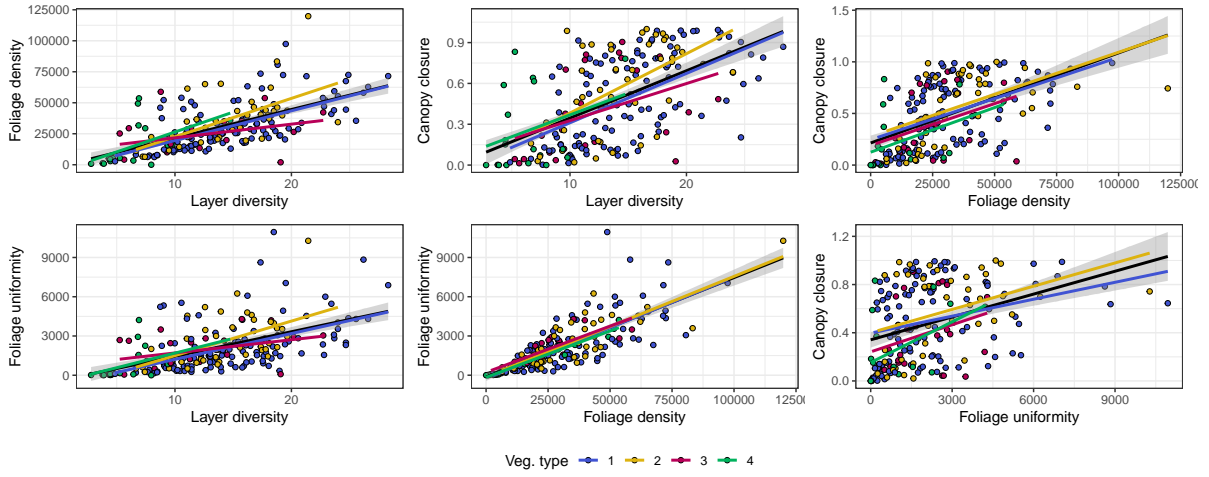 125000
100000
75000
50000
25000
0
Foliage density
10 20
Layer diversity
0.9
0.6
0.3
0.0
Canopy closure
10 20
Layer diversity
1.5
1.0
0.5
0.0
Canopy closure
0 25000 50000 75000 100000 125000
Foliage density
9000
6000
3000
0
Foliage uniformity
10 20
Layer diversity
9000
6000
3000
0
Foliage uniformity
0 25000 50000 75000 100000 12500
Foliage density
1.2
0.8
0.4
0.0
Canopy closure
0 3000 6000 9000
Foliage uniformity
Veg. type 1 2 3 4